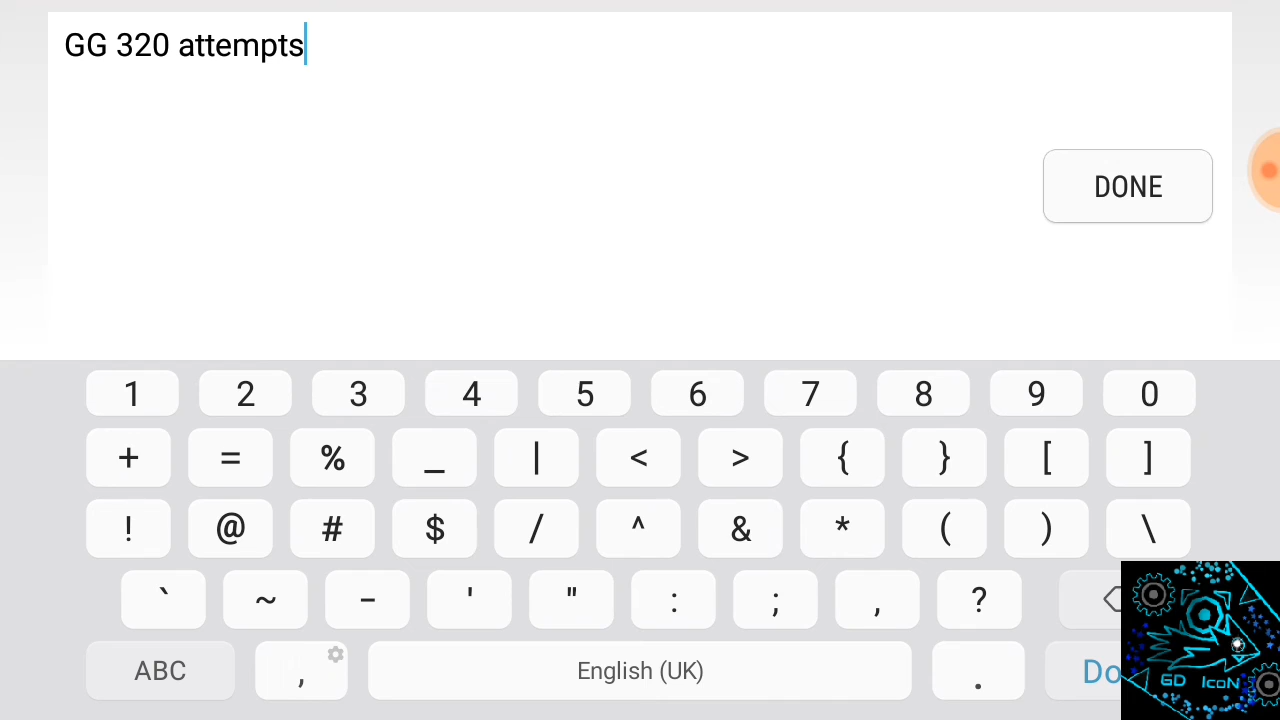 GG 320 attempts
DONE
1 2 3 4 5 6 7 8 9 0
+ = % _ | < > { } [ ]
! @ # $ / ^ & * ( ) \
` ~ - ' " : ; , ?
ABC , English (UK) . Do
GD IcoN